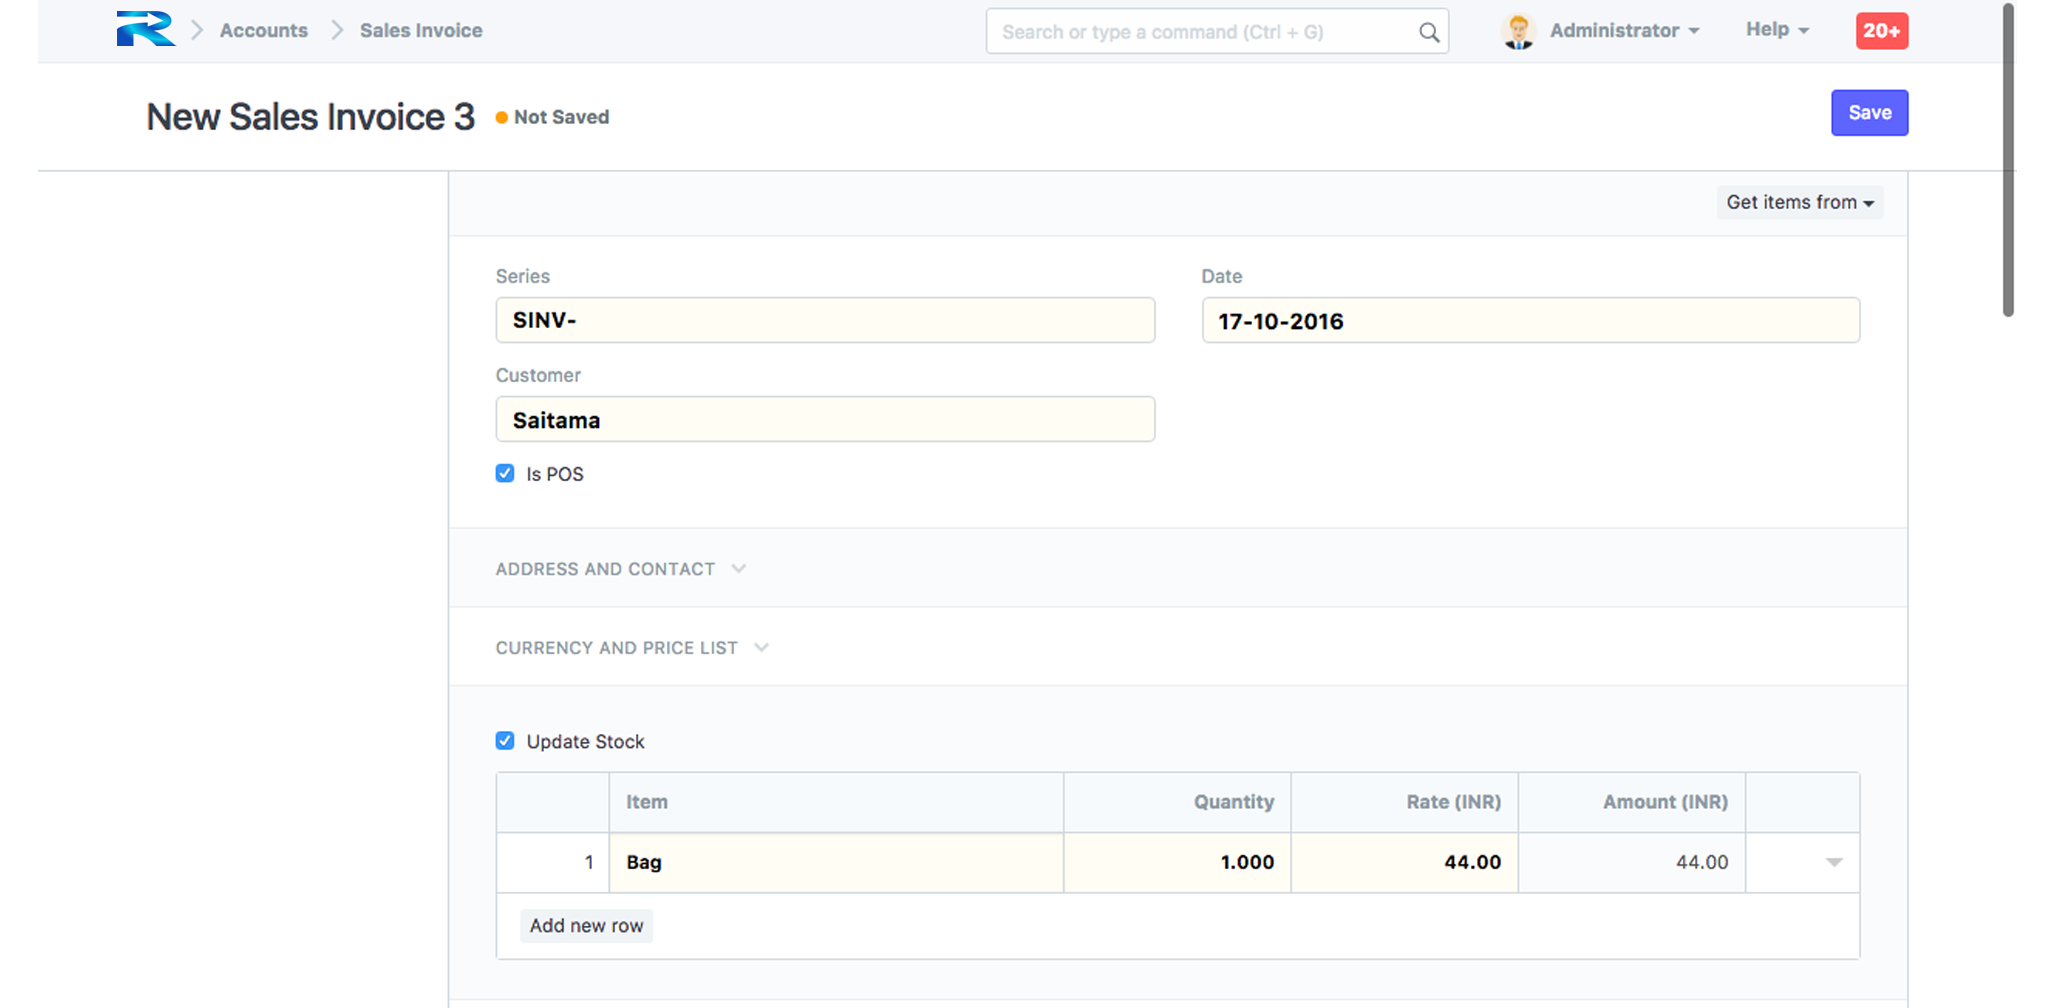 Accounts Sales Invoice Search or type a command (Ctrl + G) Administrator Help 20+
New Sales Invoice 3 Not Saved Save
Get items from
Series Date
SINV- 17-10-2016
Customer
Saitama
Is POS
ADDRESS AND CONTACT
CURRENCY AND PRICE LIST
Update Stock
Item Quantity Rate (INR) Amount (INR)
1 Bag 1.000 44.00 44.00
Add new row